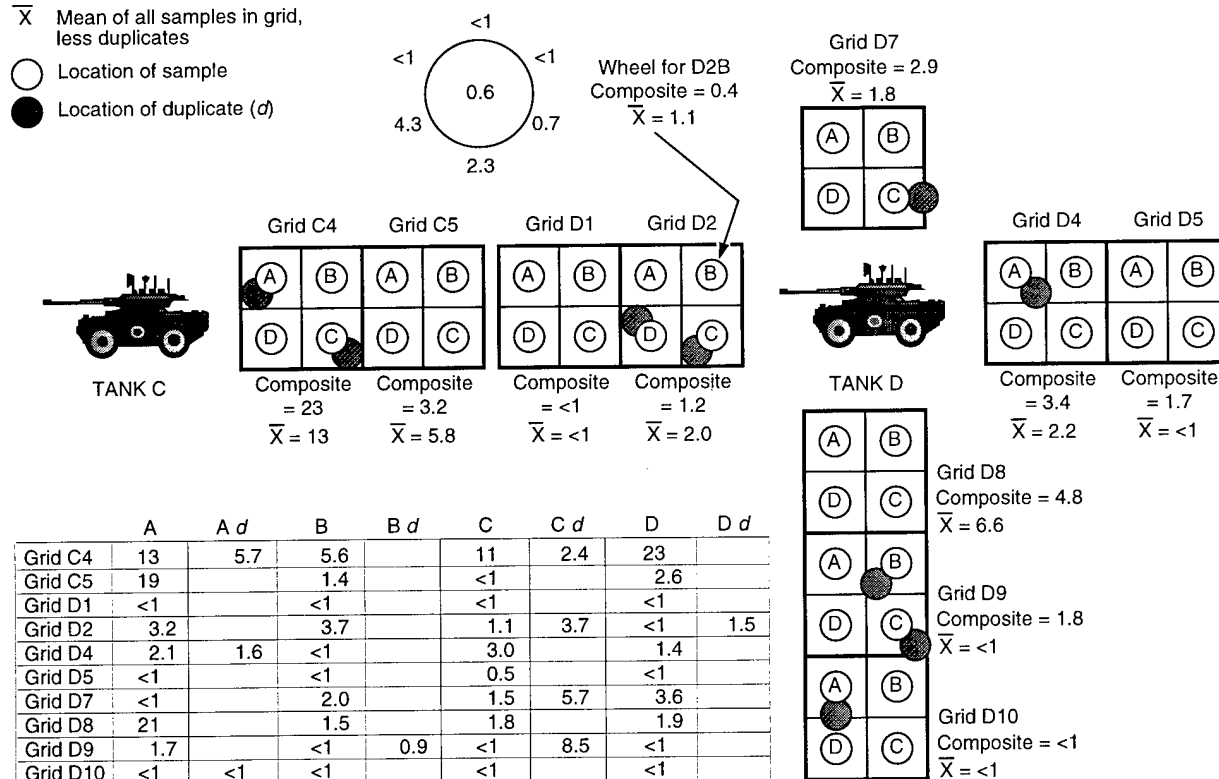 X̄ Mean of all samples in grid,
less duplicates
Location of sample
Location of duplicate (d)
<1
<1
<1
0.6
4.3
0.7
2.3
Wheel for D2B
Composite = 0.4
X̄ = 1.1
Grid D7
Composite = 2.9
X̄ = 1.8
A B
D C
Grid C4 Grid C5 Grid D1 Grid D2
A B A B A B A B
D C D C D C D C
Composite Composite Composite Composite
= 23 = 3.2 = <1 = 1.2
X̄ = 13 X̄ = 5.8 X̄ = <1 X̄ = 2.0
TANK C
TANK D
Grid D4 Grid D5
A B A B
D C D C
Composite Composite
= 3.4 = 1.7
X̄ = 2.2 X̄ = <1
A B
D C
Grid D8
Composite = 4.8
X̄ = 6.6
A B
D C
Grid D9
Composite = 1.8
X̄ = <1
A B
D C
Grid D10
Composite = <1
X̄ = <1
A A d B B d C C d D D d
Grid C4 13 5.7 5.6 11 2.4 23
Grid C5 19 1.4 <1 2.6
Grid D1 <1 <1 <1 <1
Grid D2 3.2 3.7 1.1 3.7 <1 1.5
Grid D4 2.1 1.6 <1 3.0 1.4
Grid D5 <1 <1 0.5 <1
Grid D7 <1 2.0 1.5 5.7 3.6
Grid D8 21 1.5 1.8 1.9
Grid D9 1.7 <1 0.9 <1 8.5 <1
Grid D10 <1 <1 <1 <1 <1